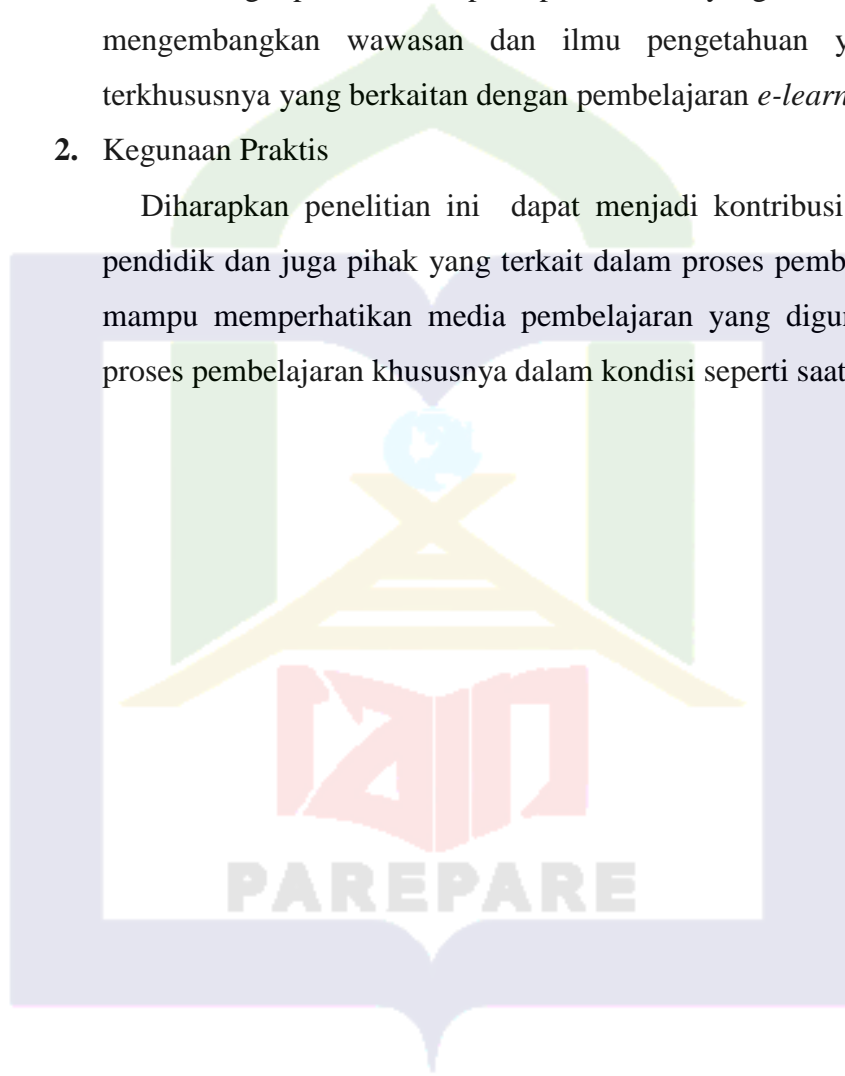 mengembangkan wawasan dan ilmu pengetahuan y
terkhususnya yang berkaitan dengan pembelajaran e-learn
2. Kegunaan Praktis
Diharapkan penelitian ini dapat menjadi kontribusi
pendidik dan juga pihak yang terkait dalam proses pemb
mampu memperhatikan media pembelajaran yang digu
proses pembelajaran khususnya dalam kondisi seperti saat
iain
PAREPARE